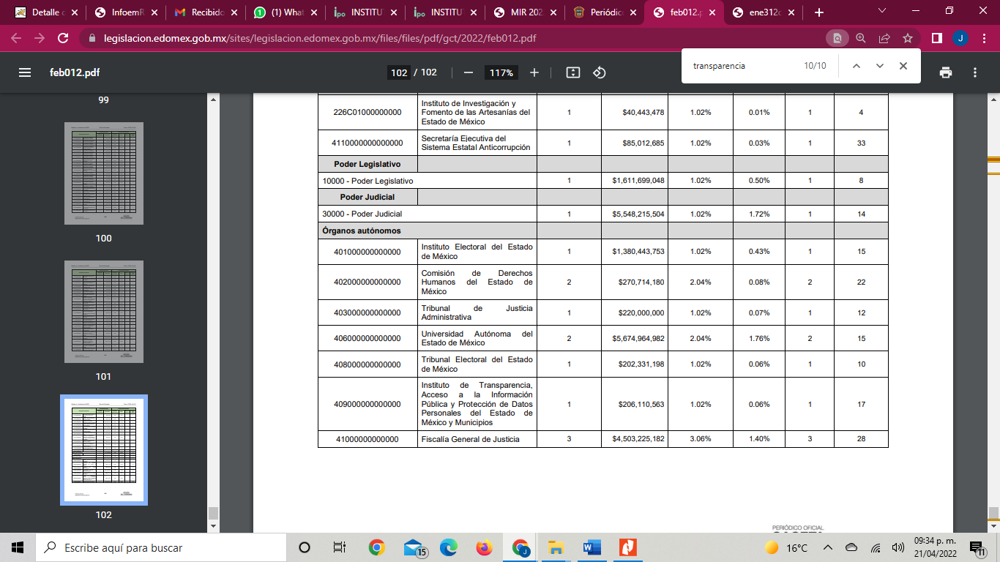 Detalle d
InfoemR
Recibido
(1) What
INSTITU
INSTITU
MIR 202
Periódic
feb012.p
ene312c
legislacion.edomex.gob.mx/sites/legislacion.edomex.gob.mx/files/files/pdf/gct/2022/feb012.pdf
J
feb012.pdf
102 / 102
117%
transparencia 10/10
99
100
101
102
226C01000000000 Instituto de Investigación y 1 $40,443,478 1.02% 0.01% 1 4
Fomento de las Artesanías del
Estado de México
4110000000000000 Secretaría Ejecutiva del 1 $85,012,685 1.02% 0.03% 1 33
Sistema Estatal Anticorrupción
Poder Legislativo
10000 - Poder Legislativo 1 $1,611,699,048 1.02% 0.50% 1 8
Poder Judicial
30000 - Poder Judicial 1 $5,548,215,504 1.02% 1.72% 1 14
Órganos autónomos
401000000000000 Instituto Electoral del Estado 1 $1,380,443,753 1.02% 0.43% 1 15
de México
402000000000000 Comisión de Derechos 2 $270,714,180 2.04% 0.08% 2 22
Humanos del Estado de
México
403000000000000 Tribunal de Justicia 1 $220,000,000 1.02% 0.07% 1 12
Administrativa
406000000000000 Universidad Autónoma del 2 $5,674,964,982 2.04% 1.76% 2 15
Estado de México
408000000000000 Tribunal Electoral del Estado 1 $202,331,198 1.02% 0.06% 1 10
de México
409000000000000 Instituto de Transparencia, 1 $206,110,563 1.02% 0.06% 1 17
Acceso a la Información
Pública y Protección de Datos
Personales del Estado de
México y Municipios
41000000000000 Fiscalía General de Justicia 3 $4,503,225,182 3.06% 1.40% 3 28
PERIÓDICO OFICIAL
Escribe aquí para buscar
15
J
16°C
09:34 p. m.
21/04/2022
11